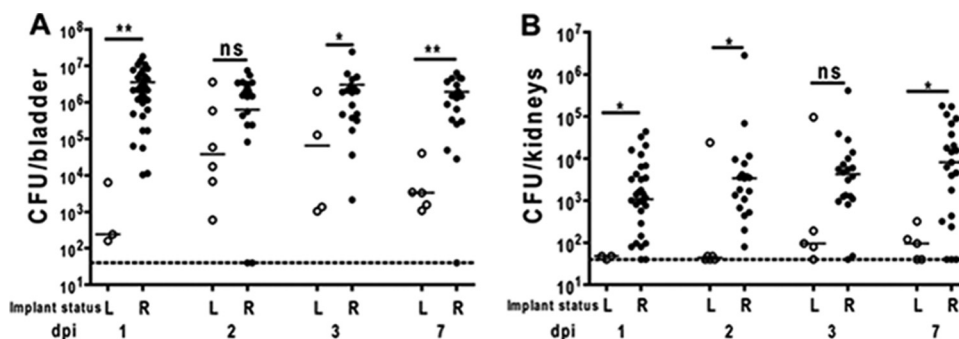 A
B
CFU/bladder
10⁸
10⁷
10⁶
10⁵
10⁴
10³
10²
10¹
** ns * **
Implant status L R L R L R L R
dpi 1 2 3 7
CFU/kidneys
10⁷
10⁶
10⁵
10⁴
10³
10²
10¹
* * ns *
Implant status L R L R L R L R
dpi 1 2 3 7